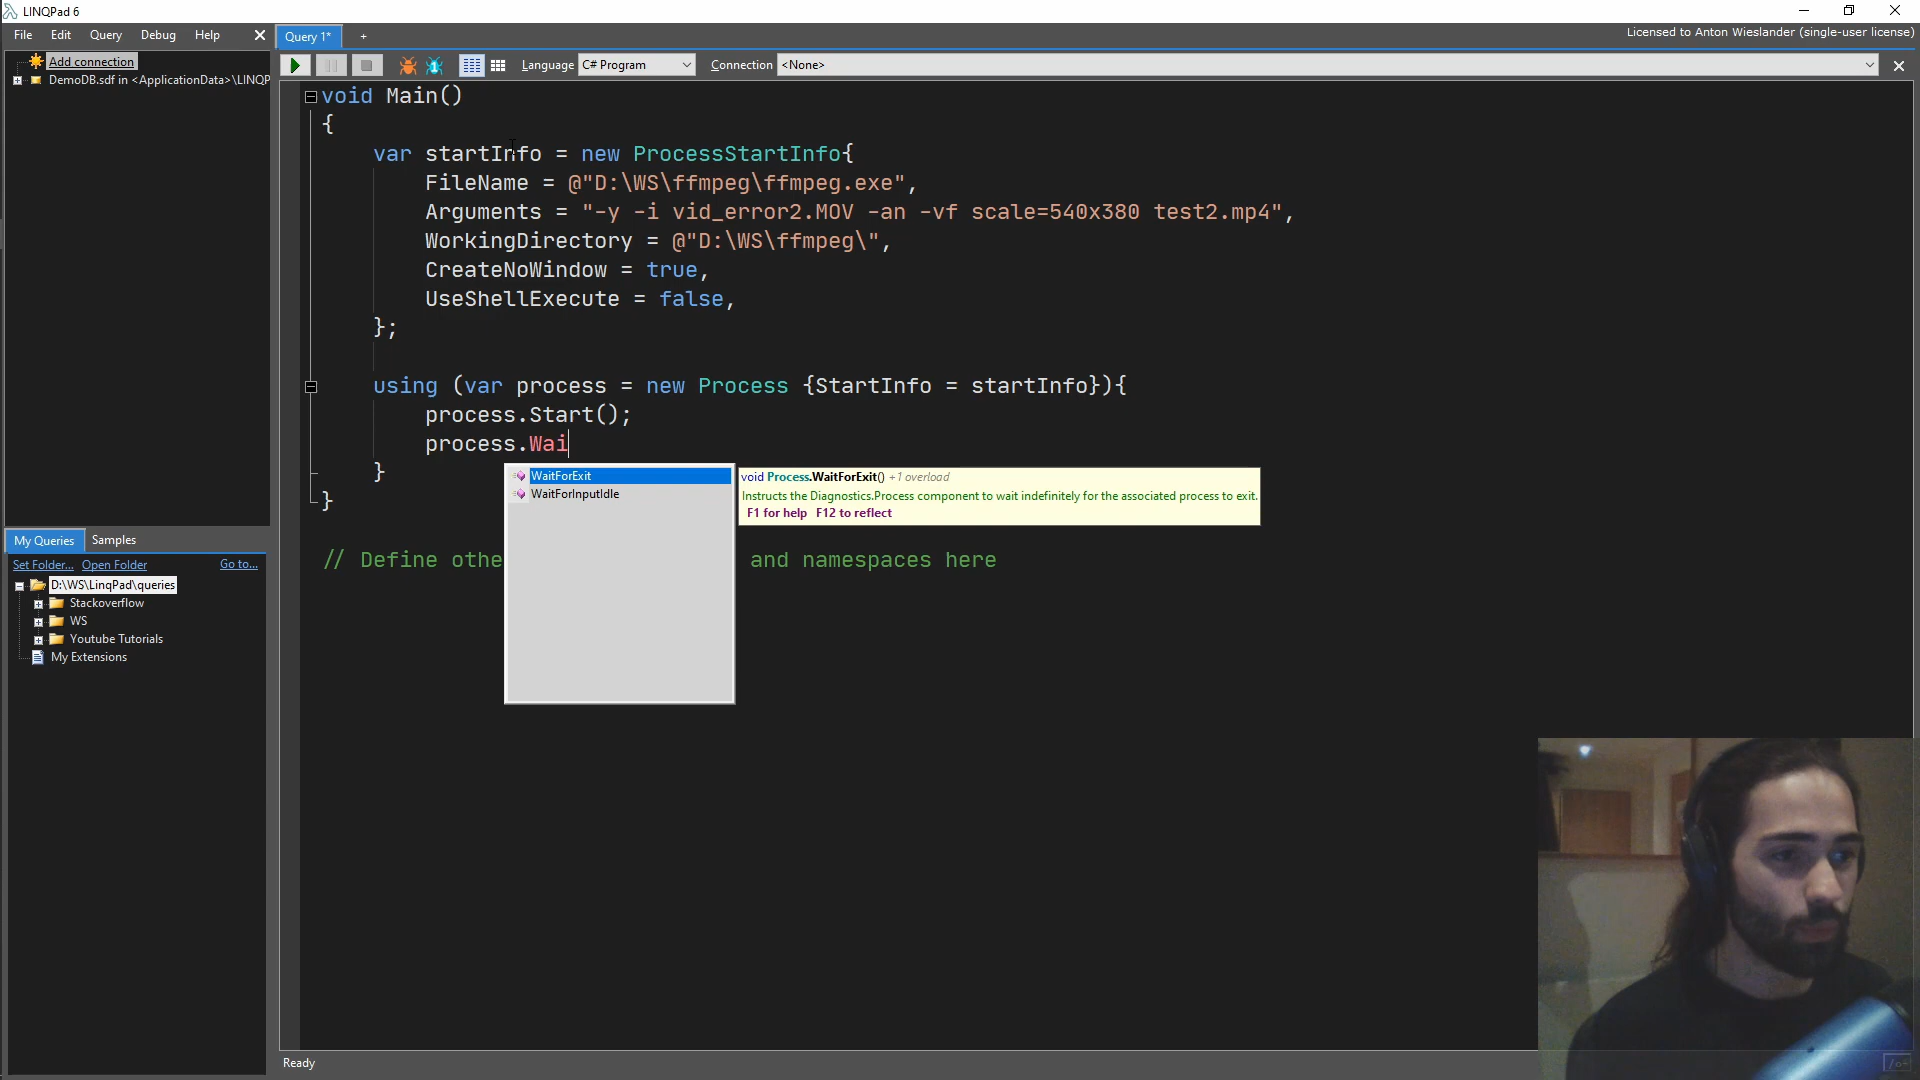 LINQPad 6
File Edit Query Debug Help
Query 1* +
Licensed to Anton Wieslander (single-user license)
Add connection
DemoDB.sdf in <ApplicationData>\LINQP
Language C# Program Connection <None>
void Main()
{
var startInfo = new ProcessStartInfo{
FileName = @"D:\WS\ffmpeg\ffmpeg.exe",
Arguments = "-y -i vid_error2.MOV -an -vf scale=540x380 test2.mp4",
WorkingDirectory = @"D:\WS\ffmpeg\",
CreateNoWindow = true,
UseShellExecute = false,
};
using (var process = new Process {StartInfo = startInfo}){
process.Start();
process.Wai
}
}
WaitForExit
WaitForInputIdle
void Process.WaitForExit() +1 overload
Instructs the Diagnostics.Process component to wait indefinitely for the associated process to exit.
F1 for help F12 to reflect
// Define othe and namespaces here
My Queries Samples
Set Folder... Open Folder Go to...
D:\WS\LinqPad\queries
Stackoverflow
WS
Youtube Tutorials
My Extensions
Ready